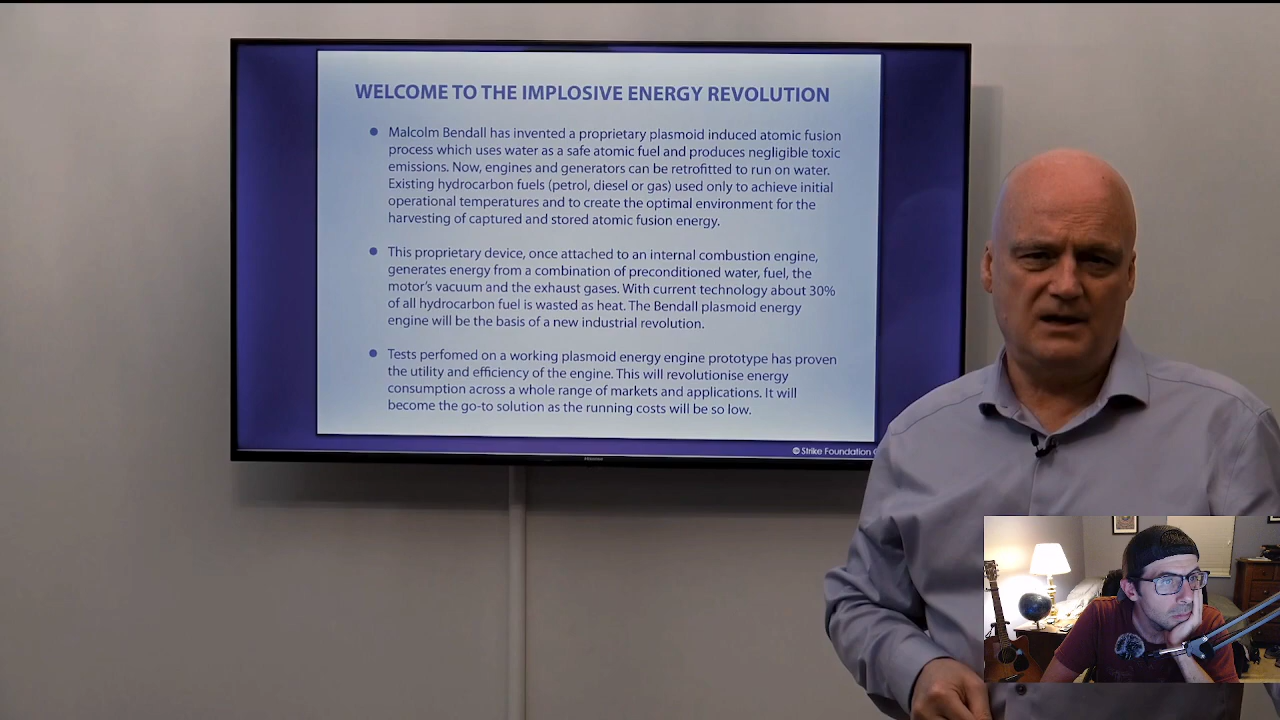 WELCOME TO THE IMPLOSIVE ENERGY REVOLUTION
Malcolm Bendall has invented a proprietary plasmoid induced atomic fusion
process which uses water as a safe atomic fuel and produces negligible toxic
emissions. Now, engines and generators can be retrofitted to run on water.
Existing hydrocarbon fuels (petrol, diesel or gas) used only to achieve initial
operational temperatures and to create the optimal environment for the
harvesting of captured and stored atomic fusion energy.
This proprietary device, once attached to an internal combustion engine,
generates energy from a combination of preconditioned water, fuel, the
motor's vacuum and the exhaust gases. With current technology about 30%
of all hydrocarbon fuel is wasted as heat. The Bendall plasmoid energy
engine will be the basis of a new industrial revolution.
Tests perfomed on a working plasmoid energy engine prototype has proven
the utility and efficiency of the engine. This will revolutionise energy
consumption across a whole range of markets and applications. It will
become the go-to solution as the running costs will be so low.
© Strike Foundation